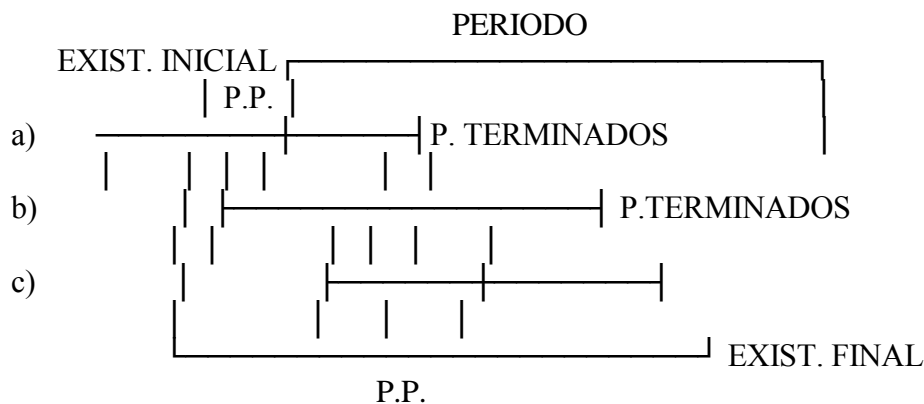 PERIODO
EXIST. INICIAL
P.P.
a) P. TERMINADOS
b) P.TERMINADOS
c)
EXIST. FINAL
P.P.